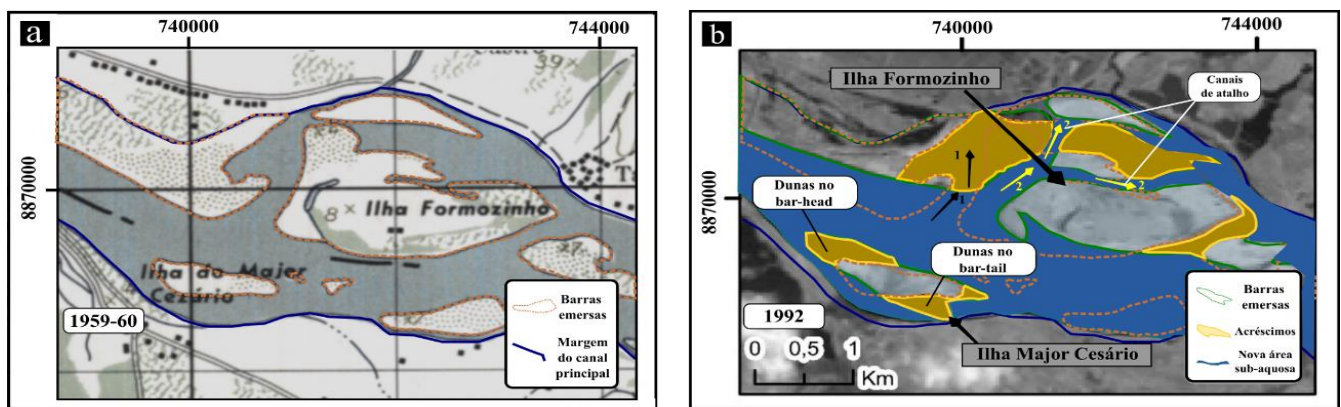 a
740000
744000
8870000
39
8
Ilha Formozinho
Ilha do Majer
Cesário
1959-60
Barras
emersas
Margem
do canal
principal
b
740000
744000
8870000
Ilha Formozinho
Canais
de atalho
1
1
2
2
2
Dunas no
bar-head
Dunas no
bar-tail
1992
0 0,5 1
Km
Ilha Major Cesário
Barras
emersas
Acréscimos
Nova área
sub-aquosa